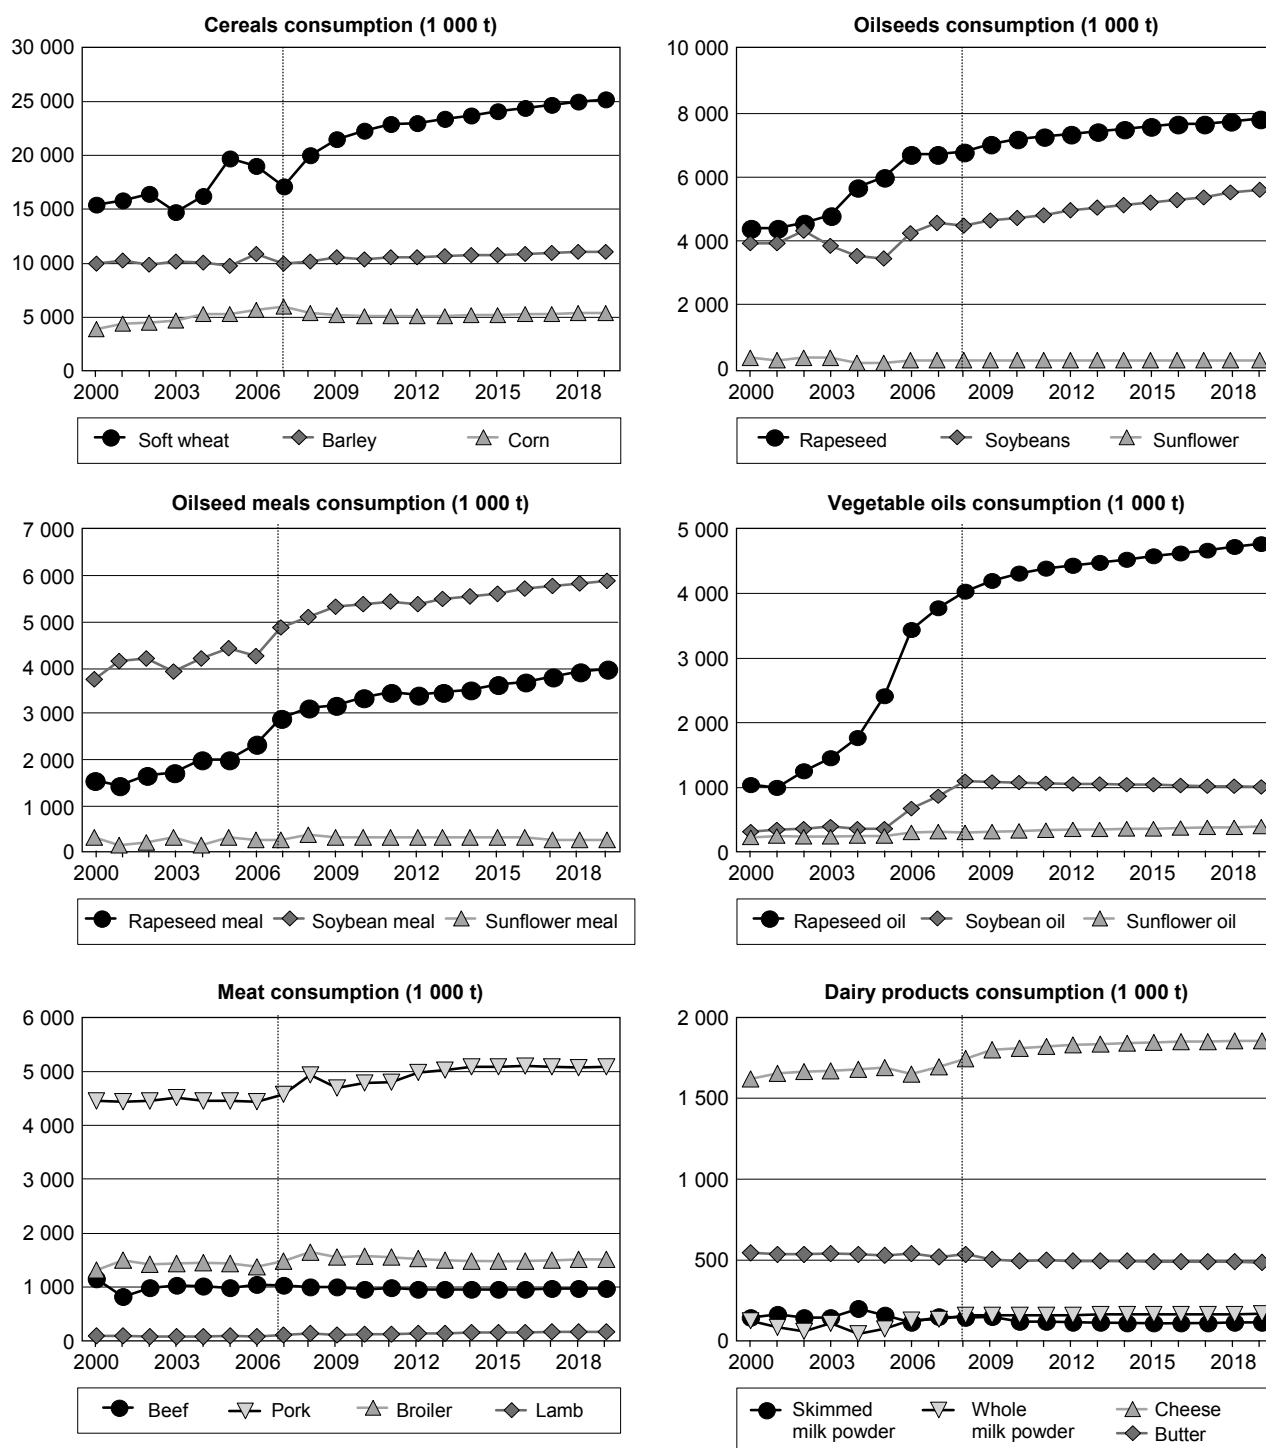 Cereals consumption (1 000 t)
30 000
25 000
20 000
15 000
10 000
5 000
0
2000 2003 2006 2009 2012 2015 2018
Soft wheat Barley Corn
Oilseeds consumption (1 000 t)
10 000
8 000
6 000
4 000
2 000
0
2000 2003 2006 2009 2012 2015 2018
Rapeseed Soybeans Sunflower
Oilseed meals consumption (1 000 t)
7 000
6 000
5 000
4 000
3 000
2 000
1 000
0
2000 2003 2006 2009 2012 2015 2018
Rapeseed meal Soybean meal Sunflower meal
Vegetable oils consumption (1 000 t)
5 000
4 000
3 000
2 000
1 000
0
2000 2003 2006 2009 2012 2015 2018
Rapeseed oil Soybean oil Sunflower oil
Meat consumption (1 000 t)
6 000
5 000
4 000
3 000
2 000
1 000
0
2000 2003 2006 2009 2012 2015 2018
Beef Pork Broiler Lamb
Dairy products consumption (1 000 t)
2 000
1 500
1 000
500
0
2000 2003 2006 2009 2012 2015 2018
Skimmed Whole Cheese
milk powder milk powder Butter